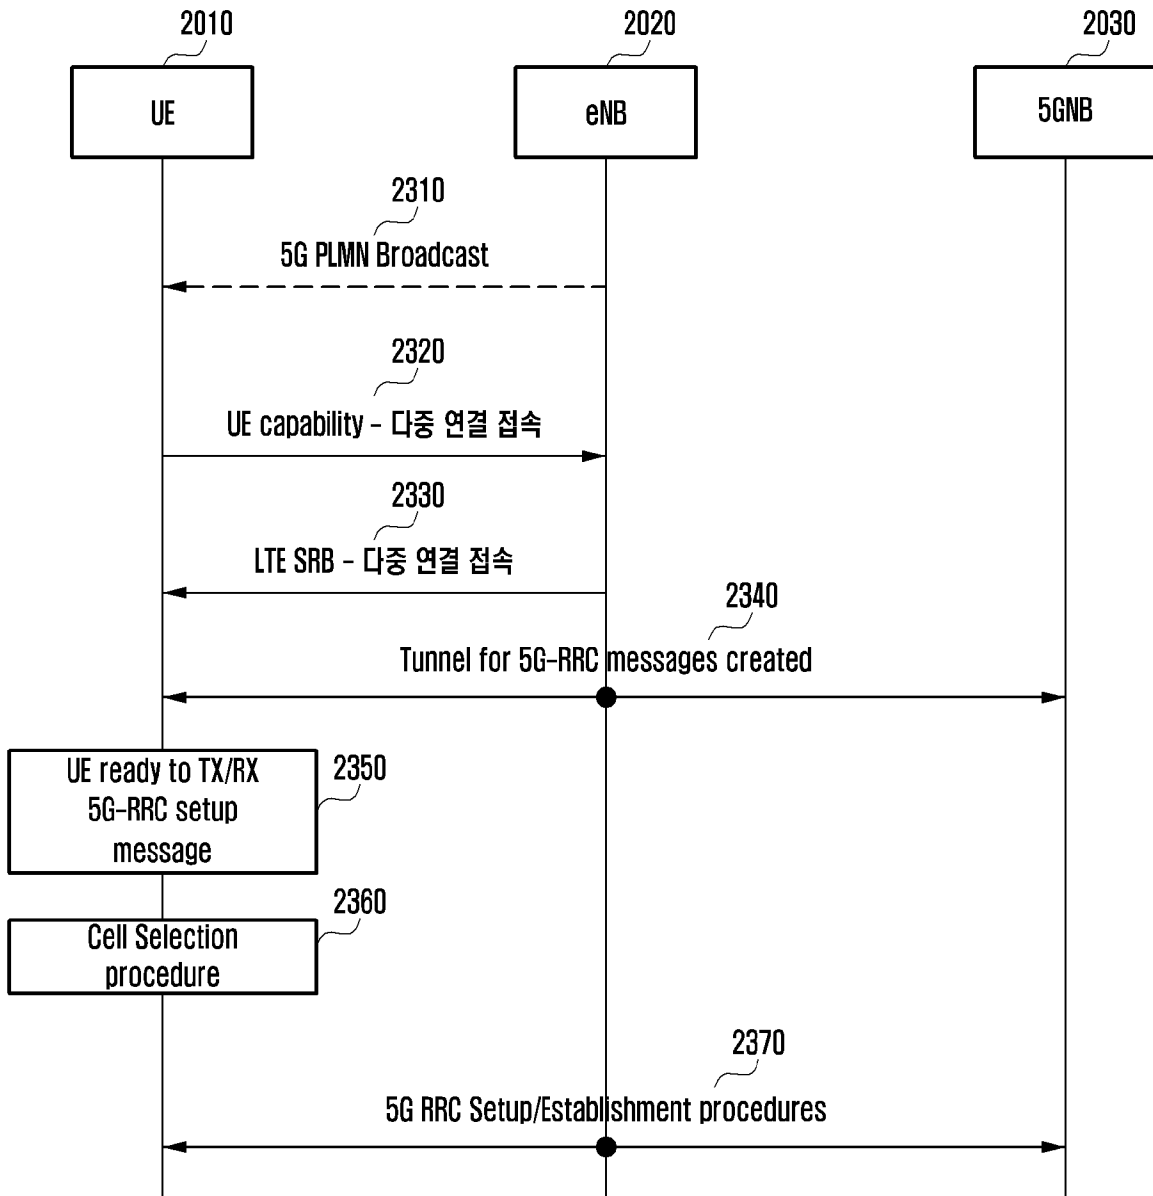 2010
2020
2030
UE
eNB
5GNB
2310
5G PLMN Broadcast
2320
UE capability - 다중 연결 접속
2330
LTE SRB - 다중 연결 접속
2340
Tunnel for 5G-RRC messages created
UE ready to TX/RX
5G-RRC setup
message
2350
2360
Cell Selection
procedure
2370
5G RRC Setup/Establishment procedures